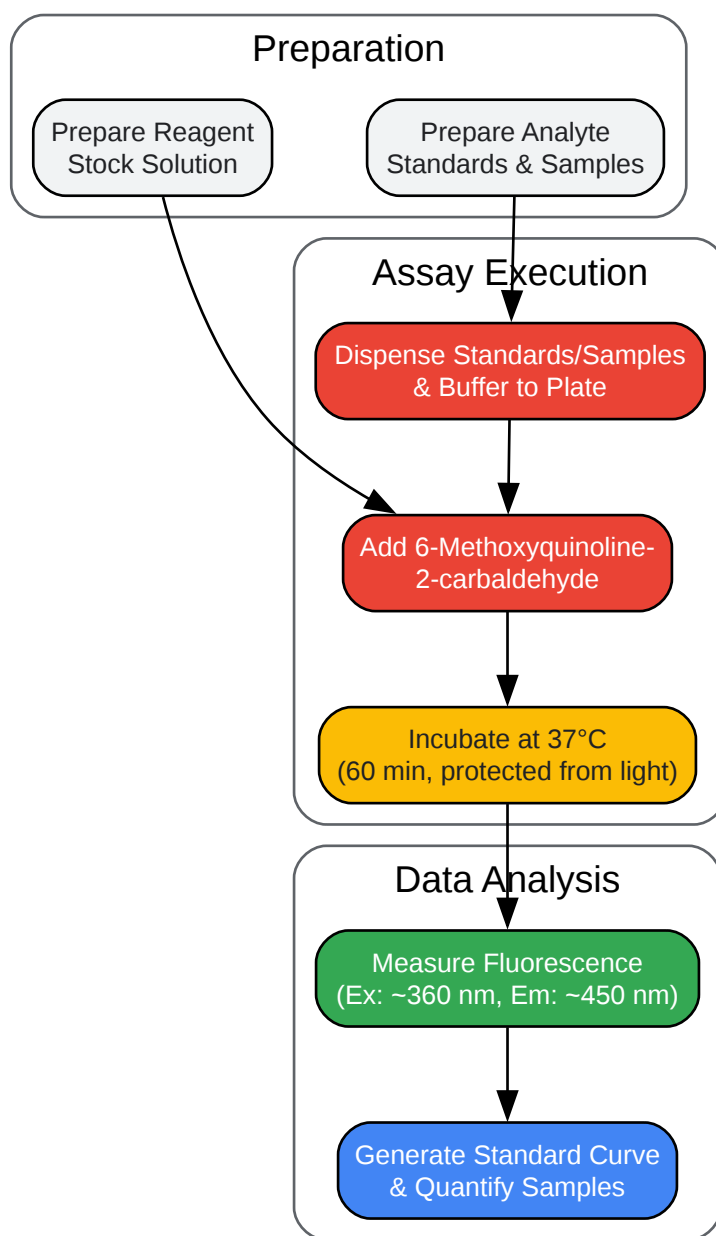 Preparation
Prepare Reagent
Stock Solution
Prepare Analyte
Standards & Samples
Assay Execution
Dispense Standards/Samples
& Buffer to Plate
Add 6-Methoxyquinoline-
2-carbaldehyde
Incubate at 37°C
(60 min, protected from light)
Data Analysis
Measure Fluorescence
(Ex: ~360 nm, Em: ~450 nm)
Generate Standard Curve
& Quantify Samples